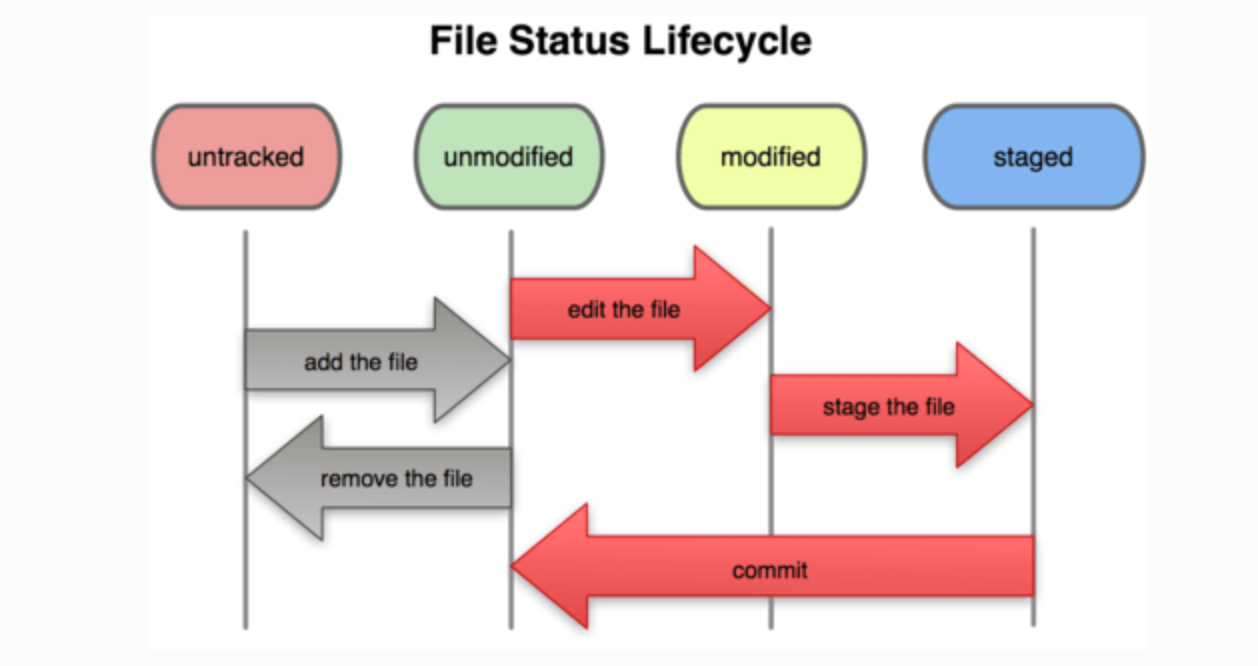 File Status Lifecycle
untracked
unmodified
modified
staged
edit the file
add the file
stage the file
remove the file
commit